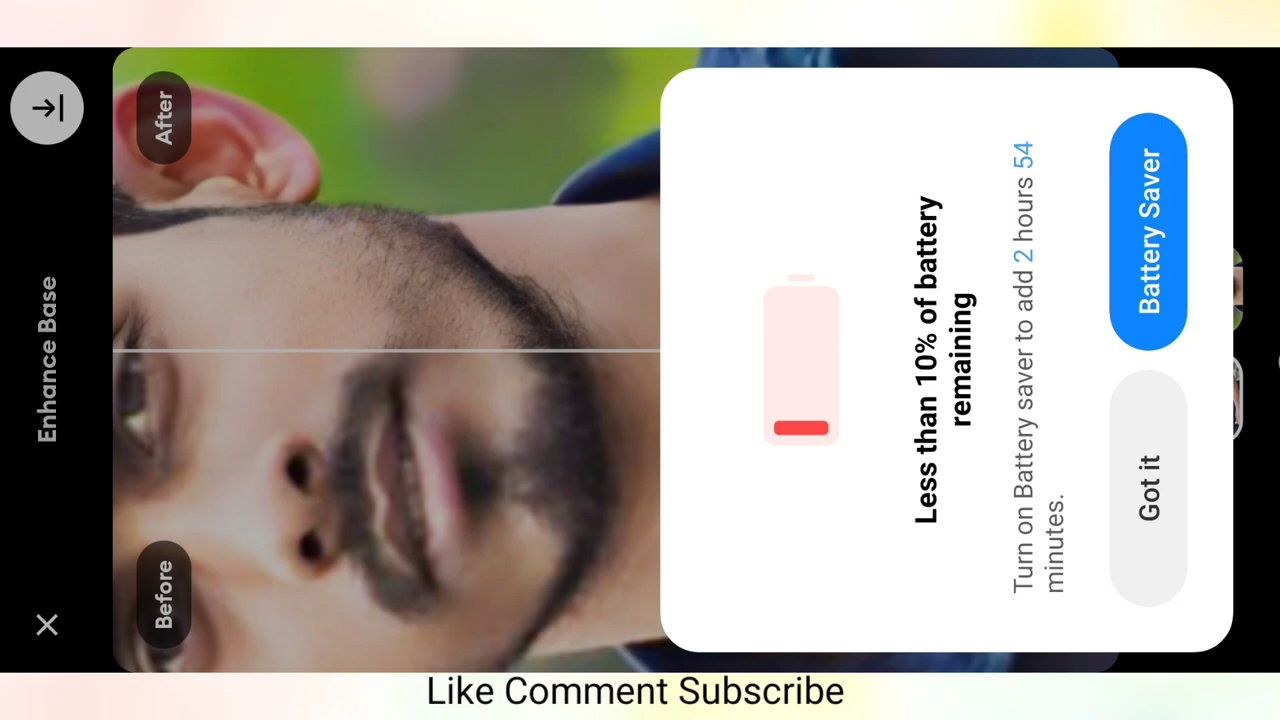 Enhance Base
Before
After
Less than 10% of battery
remaining
Turn on Battery saver to add 2 hours 54
minutes.
Got it
Battery Saver
Like Comment Subscribe